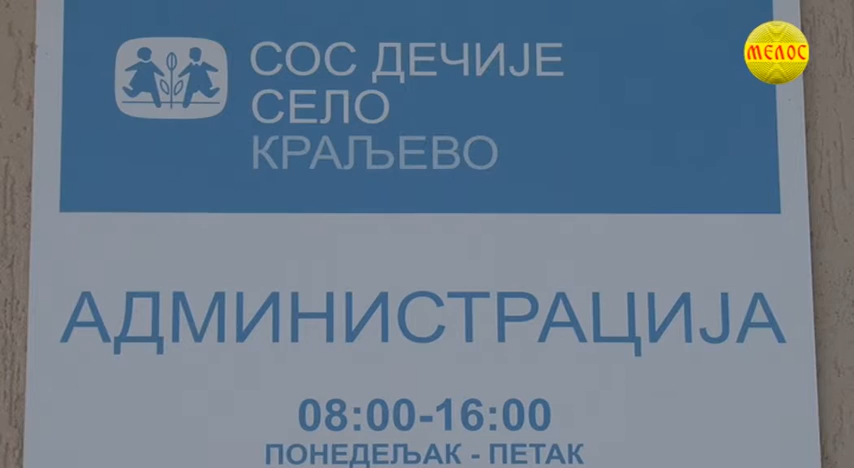 СОС ДЕЧИЈЕ
СЕЛО
КРАЉЕВО
МЕЛОС
АДМИНИСТРАЦИЈА
08:00-16:00
ПОНЕДЕЉАК - ПЕТАК